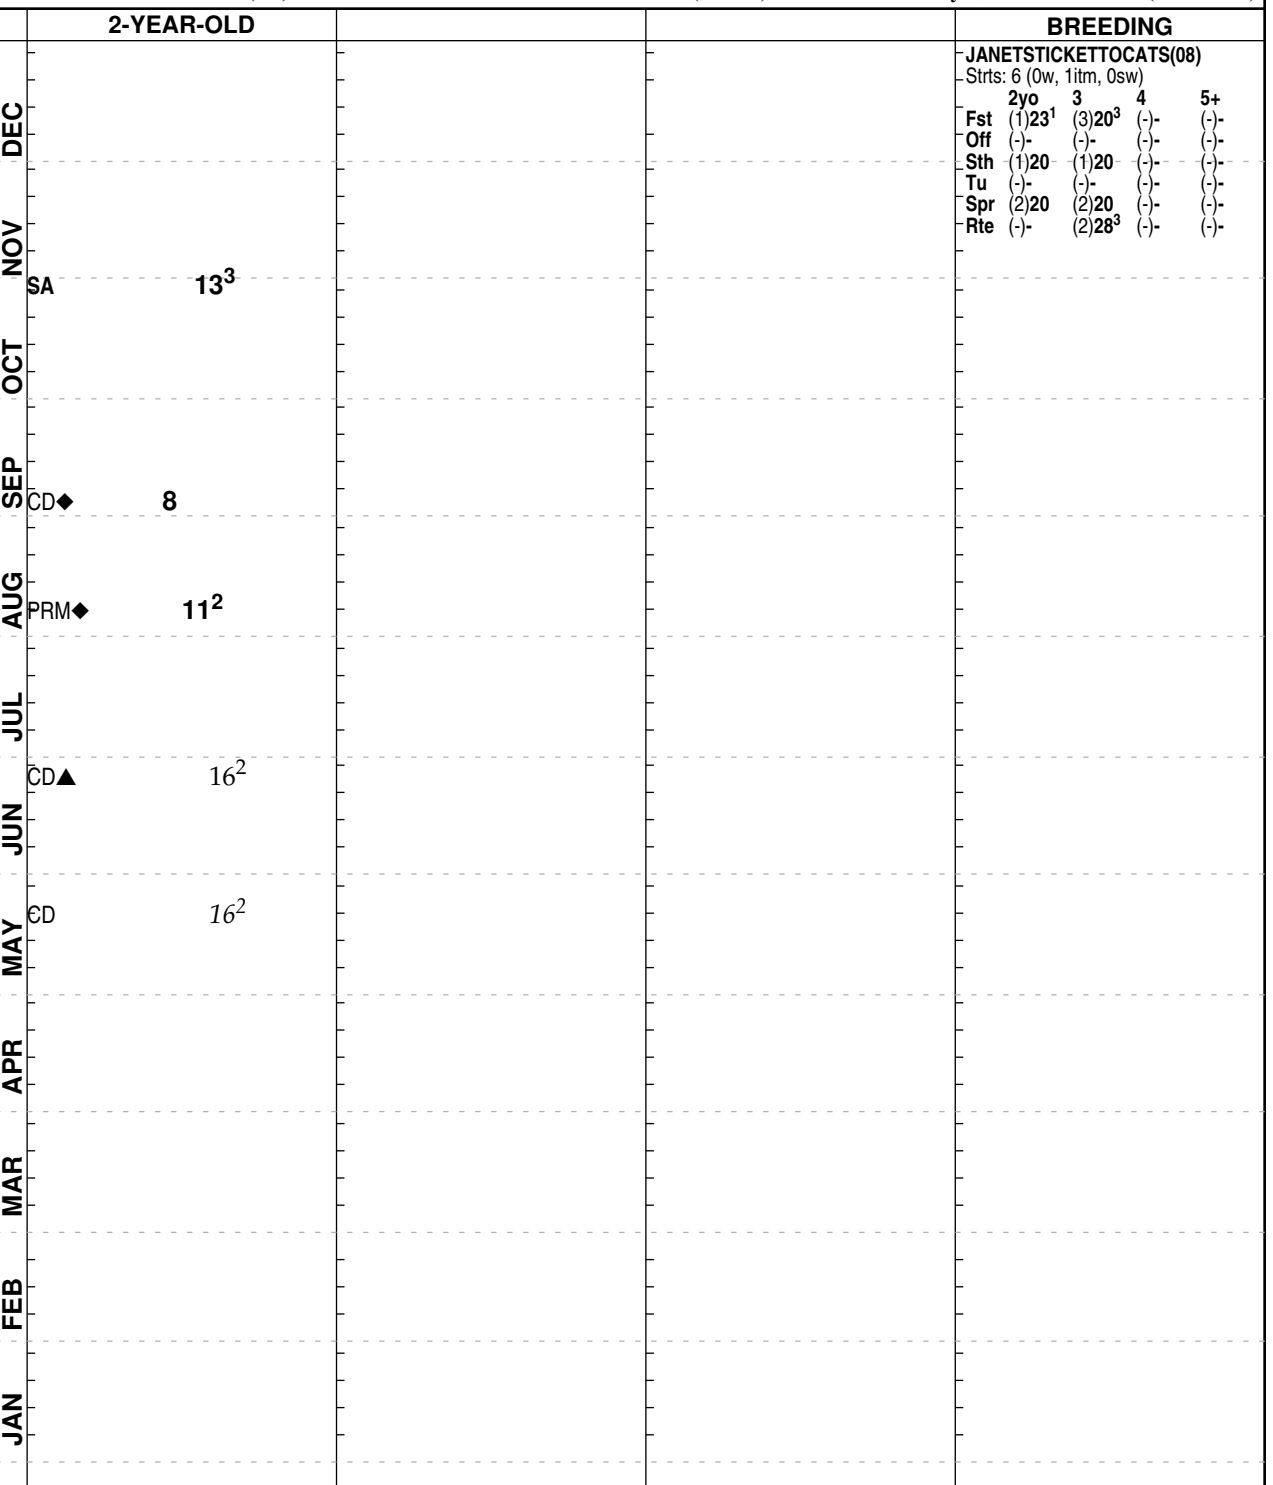 2-YEAR-OLD BREEDING
JANETSTICKETTOCATS(08)
Strts: 6 (0w, 1itm, 0sw)
2yo 3 4 5+
Fst (1)23¹ (3)20³ (-)- (-)-
Off (-)- (-)- (-)- (-)-
Sth (1)20 (1)20 (-)- (-)-
Tu (-)- (-)- (-)- (-)-
Spr (2)20 (2)20 (-)- (-)-
Rte (-)- (2)28³ (-)- (-)-
DEC
NOV
SA 13³
OCT
SEP
CD◆ 8
AUG
PRM◆ 11²
JUL
CD▲ 16²
JUN
CD 16²
MAY
APR
MAR
FEB
JAN